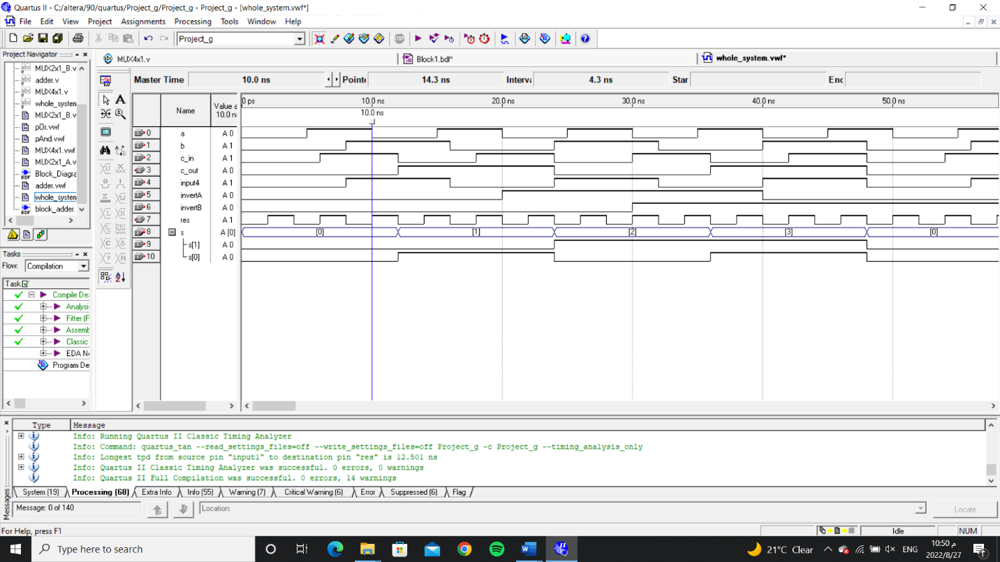 Quartus II - C:/altera/90/quartus/Project_g/Project_g - Project_g - [whole_system.vwf*]
File Edit View Project Assignments Processing Tools Window Help
Project_g
Project Navigator
MUX2x1_B.v
adder.v
MUX4x1.v
whole_system
MUX2x1_B.v
pOr.vwf
pAnd.vwf
MUX4x1.vwf
MUX2x1_A.v
Block_Diagra
adder.vwf
whole_system
block_adder.
MUX4x1.v
Block1.bdf*
whole_system.vwf*
Master Time 10.0 ns Pointe 14.3 ns Interva 4.3 ns Star Enc
Name
Value a
10.0 n
0 ps 10.0 ns 20.0 ns 30.0 ns 40.0 ns 50.0 ns
10.0 ns
0 a A 0
1 b A 1
2 c_in A 1
3 c_out A 0
4 input4 A 1
5 invertA A 0
6 invertB A 0
7 res A 1
8 s A [0] [0] [1] [2] [3] [0]
9 s[1] A 0
10 s[0] A 0
Tasks
Flow: Compilation
Task
Compile De
Analysi
Fitter (F
Assemb
Classic
EDA N
Program De
Type Message
Info: Running Quartus II Classic Timing Analyzer
Info: Command: quartus_tan --read_settings_files=off --write_settings_files=off Project_g -c Project_g --timing_analysis_only
Info: Longest tpd from source pin "input1" to destination pin "res" is 12.501 ns
Info: Quartus II Classic Timing Analyzer was successful. 0 errors, 0 warnings
Info: Quartus II Full Compilation was successful. 0 errors, 14 warnings
System (19) Processing (68) Extra Info Info (55) Warning (7) Critical Warning (6) Error Suppressed (6) Flag
Messages
Message: 0 of 140
Location:
Locate
For Help, press F1
Idle
NUM
Type here to search
21°C Clear
ENG
10:50 م
2022/8/27
1